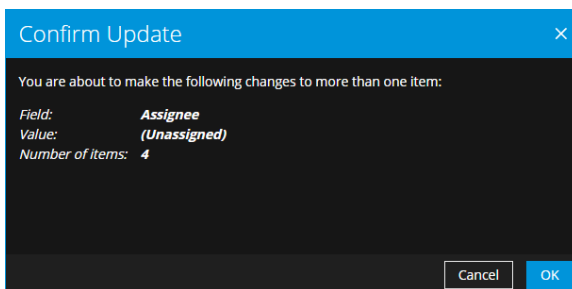 Confirm Update
You are about to make the following changes to more than one item:
Field: Assignee
Value: (Unassigned)
Number of items: 4
Cancel OK